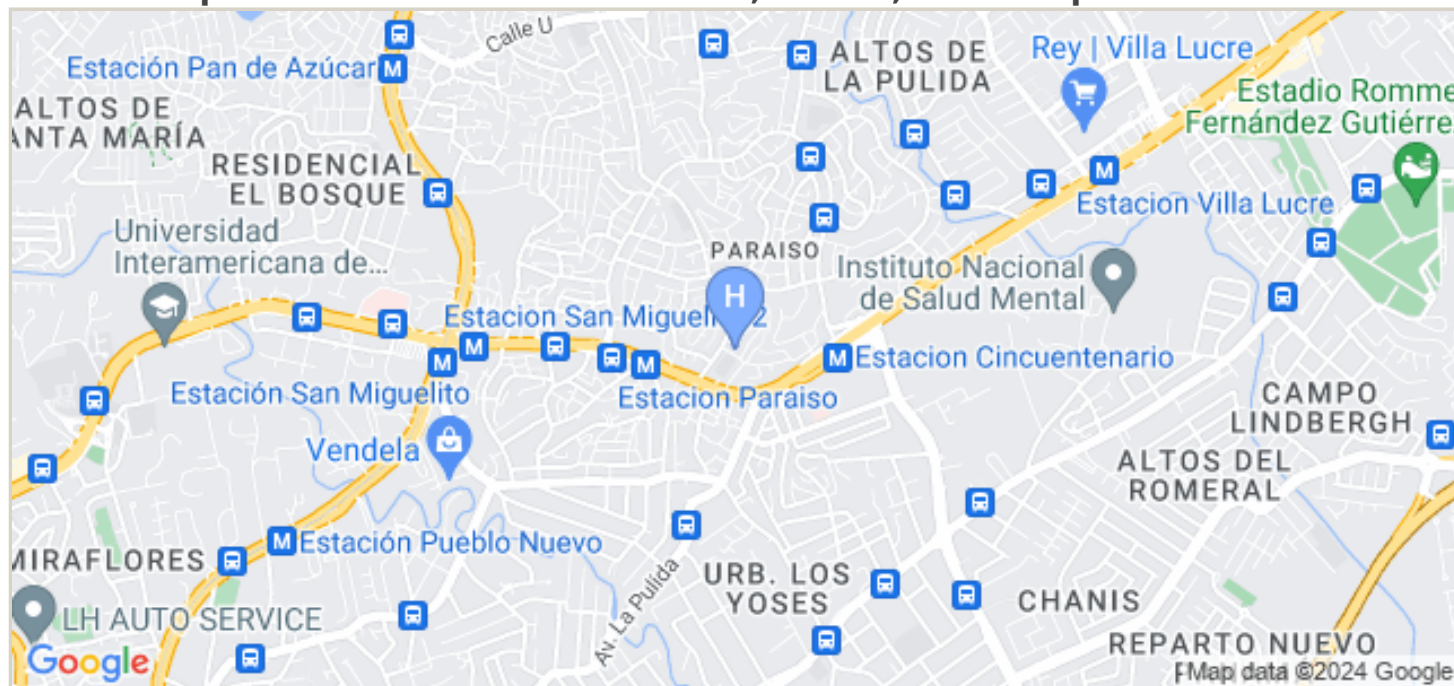 Calle U
Estación Pan de Azúcar
M
ALTOS DE
LA PULIDA
Rey | Villa Lucre
ALTOS DE
ANTA MARÍA
Estadio Romme
Fernández Gutiérre
RESIDENCIAL
EL BOSQUE
M
Estacion Villa Lucre
Universidad
Interamericana de...
PARAISO
Instituto Nacional
de Salud Mental
H
Estacion San Migueli 2
M
M
M
Estacion Cincuentenario
M
Estación San Miguelito
Estacion Paraiso
CAMPO
LINDBERGH
Vendela
ALTOS DEL
ROMERAL
M
Estación Pueblo Nuevo
MIRAFLORES
URB. LOS
YOSES
Av. La Pulida
CHANIS
LH AUTO SERVICE
REPARTO NUEVO
Google
Map data ©2024 Google